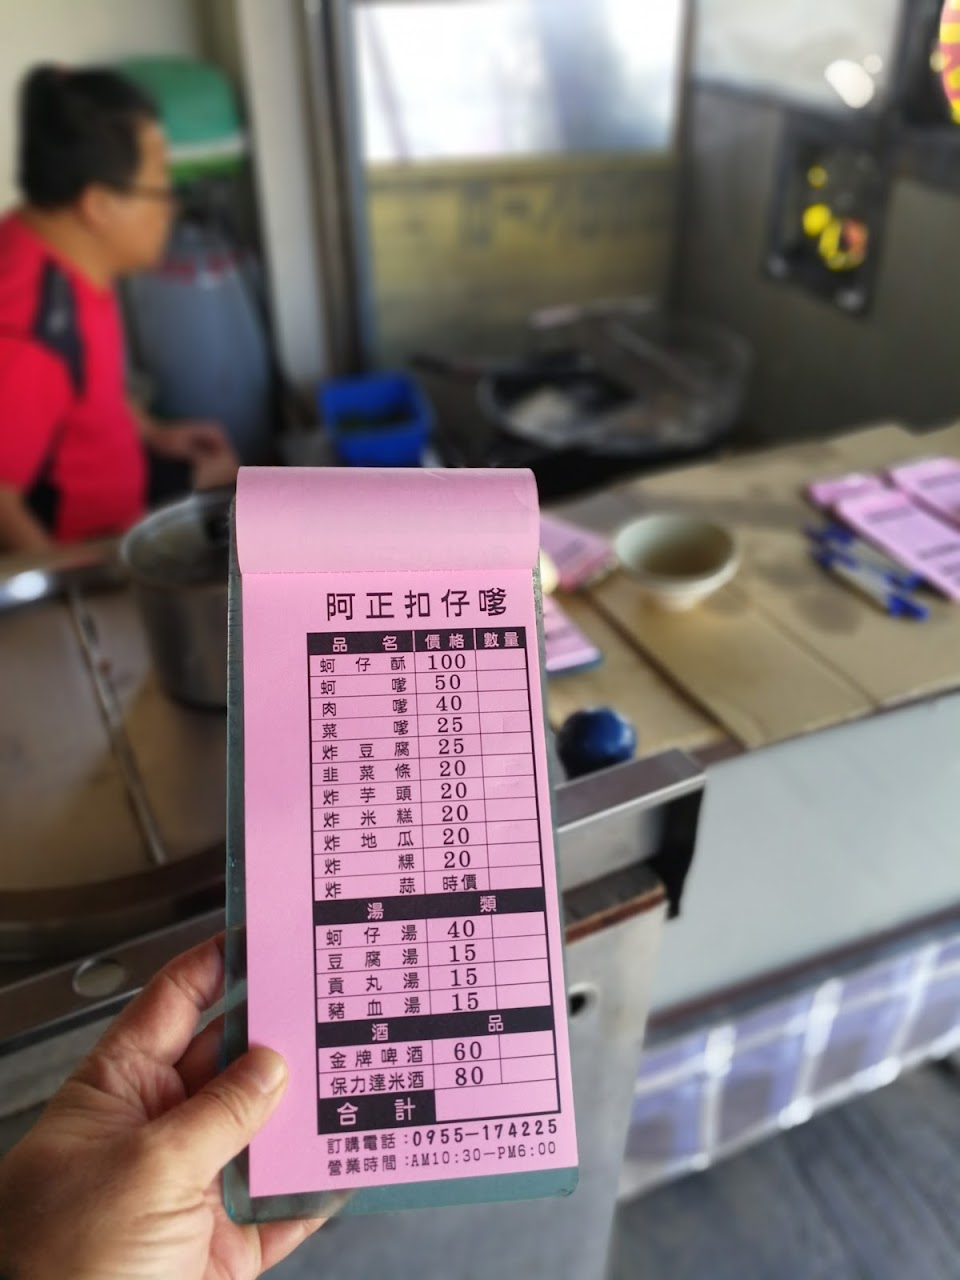 阿正扣仔嗲
品名 價格 數量
蚵仔酥 100
蚵嗲 50
肉嗲 40
菜嗲 25
炸豆腐 25
韭菜條 20
炸芋頭 20
炸米糕 20
炸地瓜 20
炸粿 20
炸蒜 時價
湯類
蚵仔湯 40
豆腐湯 15
貢丸湯 15
豬血湯 15
酒品
金牌啤酒 60
保力達米酒 80
合計
訂購電話:0955-174225
營業時間:AM10:30-PM6:00